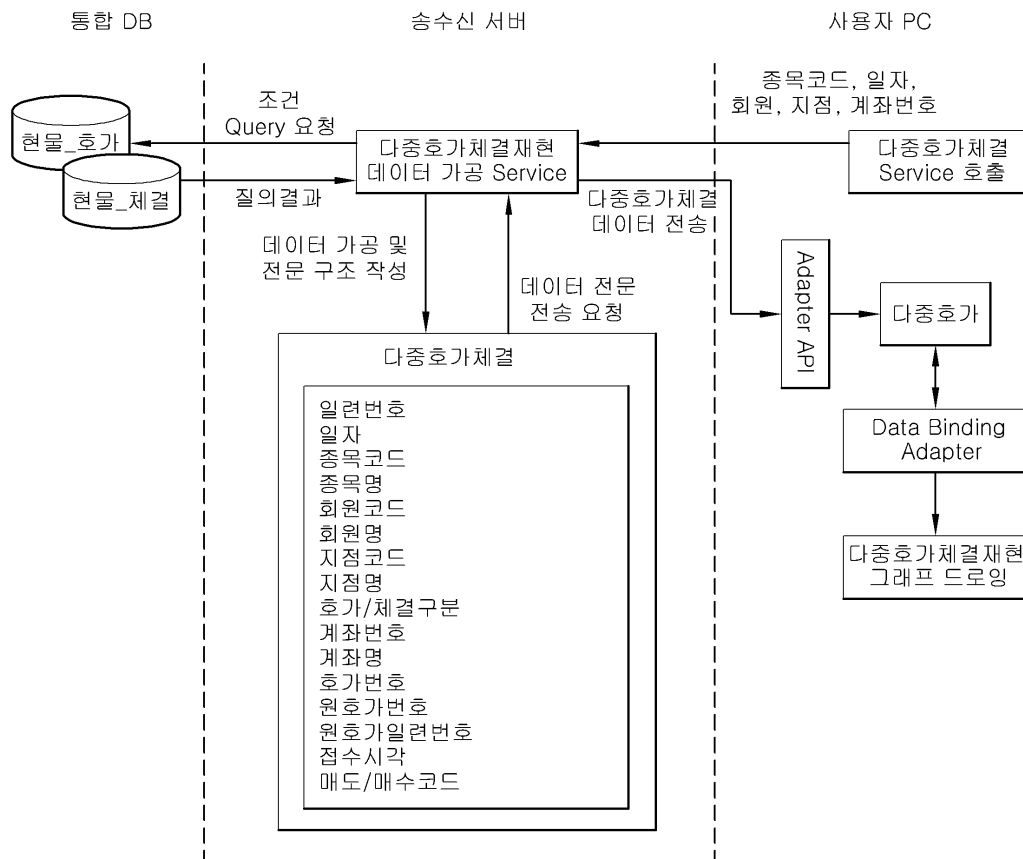 통합 DB
송수신 서버
사용자 PC
종목코드, 일자,
회원, 지점, 계좌번호
조건
Query 요청
현물_호가
현물_체결
질의결과
다중호가체결재현
데이터 가공 Service
다중호가체결
Service 호출
다중호가체결
데이터 전송
데이터 가공 및
전문 구조 작성
데이터 전문
전송 요청
Adapter API
다중호가
Data Binding
Adapter
다중호가체결재현
그래프 드로잉
다중호가체결
일련번호
일자
종목코드
종목명
회원코드
회원명
지점코드
지점명
호가/체결구분
계좌번호
계좌명
호가번호
원호가번호
원호가일련번호
접수시각
매도/매수코드